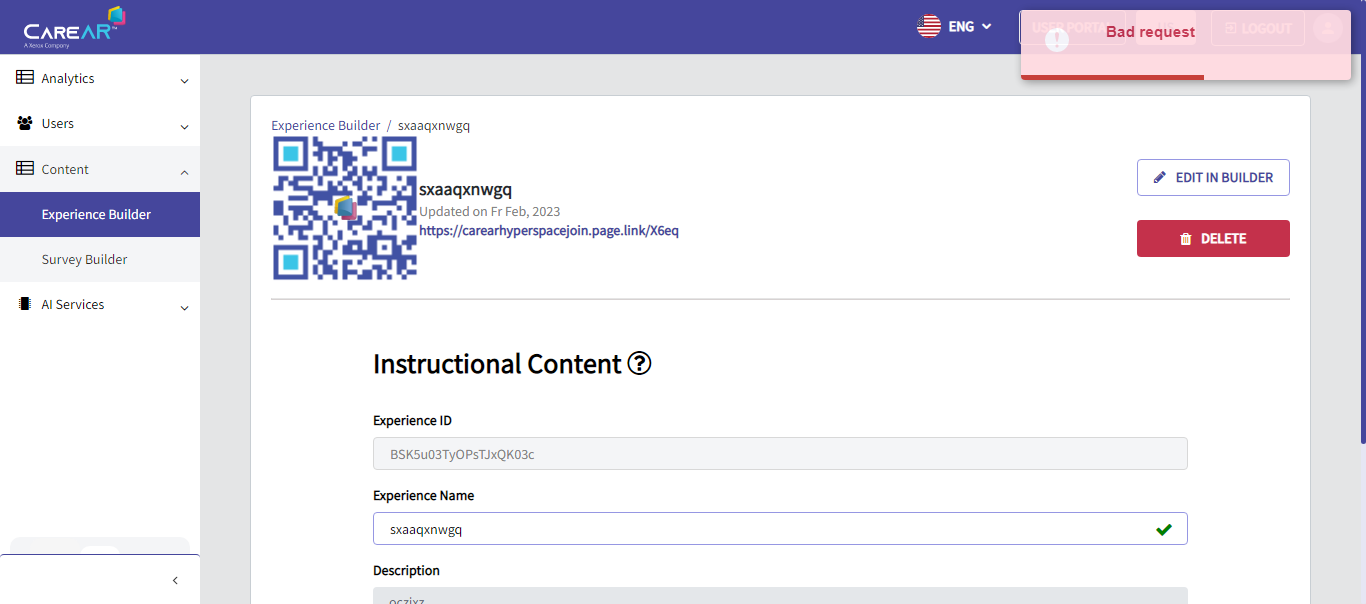 CAREAR™
A Xerox Company
ENG
USER PORTAL
LOGOUT
Bad request
Analytics
Users
Content
Experience Builder
Survey Builder
AI Services
Experience Builder / sxaaqxnwgq
sxaaqxnwgq
Updated on Fr Feb, 2023
https://carearhyperspacejoin.page.link/X6eq
EDIT IN BUILDER
DELETE
Instructional Content ?
Experience ID
BSK5u03TyOPsTJxQK03c
Experience Name
sxaaqxnwgq
Description